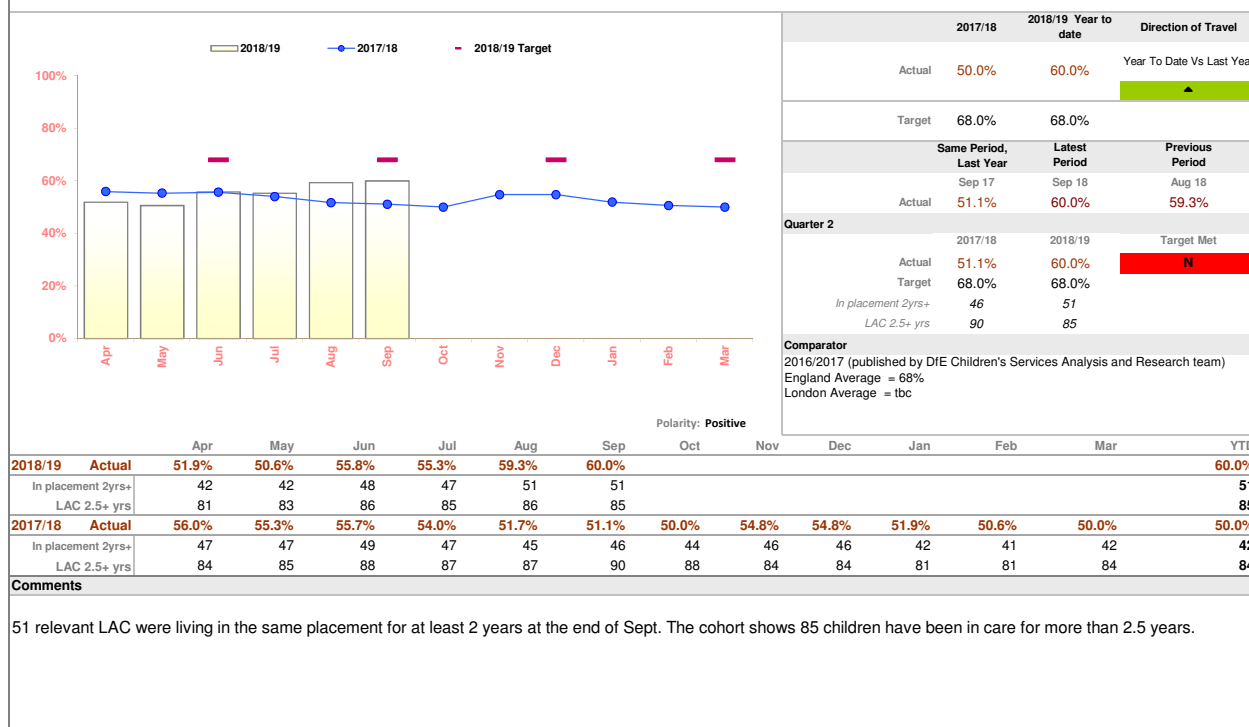 2018/19 2017/18 2018/19 Target
100%
80%
60%
40%
20%
0%
Apr May Jun Jul Aug Sep Oct Nov Dec Jan Feb Mar
Polarity: Positive
2017/18 2018/19 Year to date Direction of Travel
Actual 50.0% 60.0% Year To Date Vs Last Yea
Target 68.0% 68.0%
Same Period, Last Year Latest Period Previous Period
Sep 17 Sep 18 Aug 18
Actual 51.1% 60.0% 59.3%
Quarter 2
2017/18 2018/19 Target Met
Actual 51.1% 60.0% N
Target 68.0% 68.0%
In placement 2yrs+ 46 51
LAC 2.5+ yrs 90 85
Comparator
2016/2017 (published by DfE Children's Services Analysis and Research team)
England Average = 68%
London Average = tbc
Apr May Jun Jul Aug Sep Oct Nov Dec Jan Feb Mar YTD
2018/19 Actual 51.9% 50.6% 55.8% 55.3% 59.3% 60.0% 60.0%
In placement 2yrs+ 42 42 48 47 51 51 51
LAC 2.5+ yrs 81 83 86 85 86 85 85
2017/18 Actual 56.0% 55.3% 55.7% 54.0% 51.7% 51.1% 50.0% 54.8% 54.8% 51.9% 50.6% 50.0% 50.0%
In placement 2yrs+ 47 47 49 47 45 46 44 46 46 42 41 42 42
LAC 2.5+ yrs 84 85 88 87 87 90 88 84 84 81 81 84 84
Comments
51 relevant LAC were living in the same placement for at least 2 years at the end of Sept. The cohort shows 85 children have been in care for more than 2.5 years.